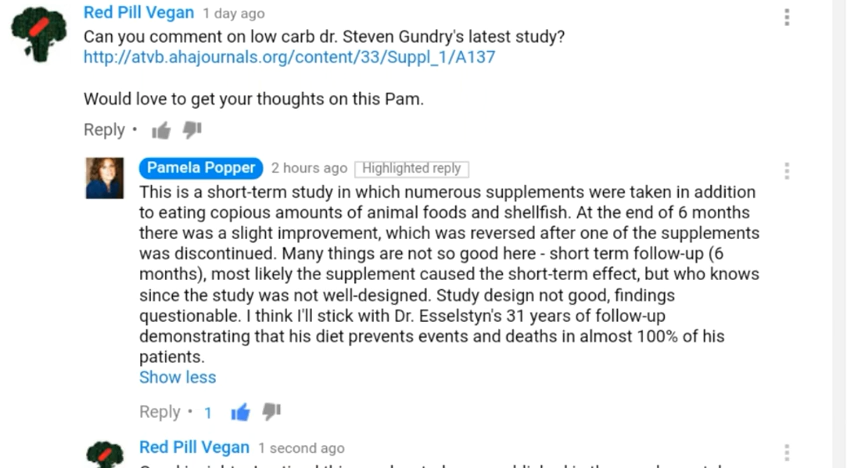 Red Pill Vegan 1 day ago
Can you comment on low carb dr. Steven Gundry's latest study?
http://atvb.ahajournals.org/content/33/Suppl_1/A137
Would love to get your thoughts on this Pam.
Reply •
Pamela Popper 2 hours ago Highlighted reply
This is a short-term study in which numerous supplements were taken in addition
to eating copious amounts of animal foods and shellfish. At the end of 6 months
there was a slight improvement, which was reversed after one of the supplements
was discontinued. Many things are not so good here - short term follow-up (6
months), most likely the supplement caused the short-term effect, but who knows
since the study was not well-designed. Study design not good, findings
questionable. I think I'll stick with Dr. Esselstyn's 31 years of follow-up
demonstrating that his diet prevents events and deaths in almost 100% of his
patients.
Show less
Reply • 1
Red Pill Vegan 1 second ago